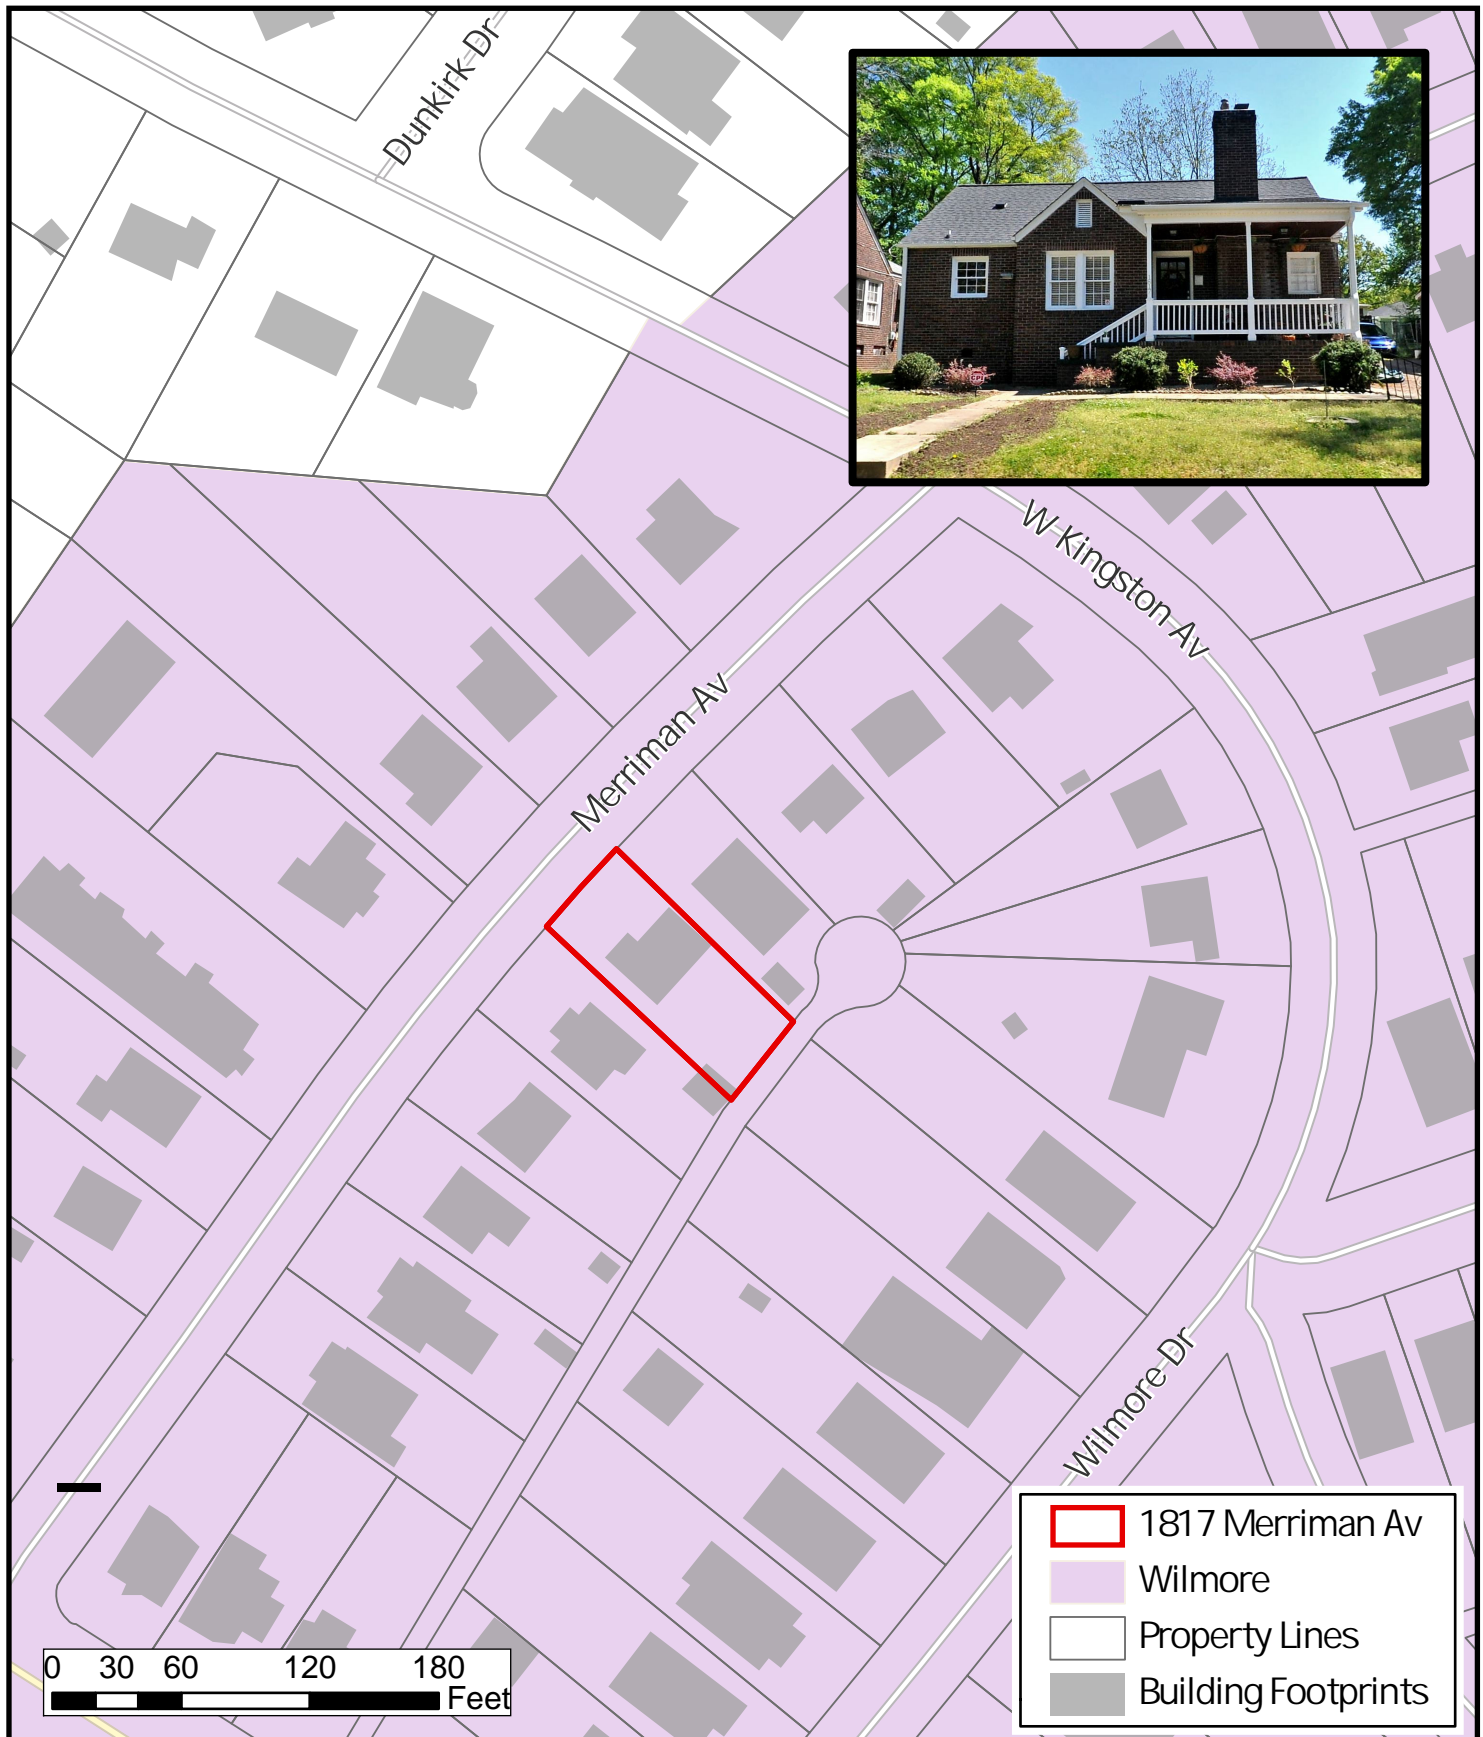 Dunkirk Dr
W Kingston Av
Merriman Av
Wilmore Dr
1817 Merriman Av
Wilmore
Property Lines
Building Footprints
0 30 60 120 180
Feet